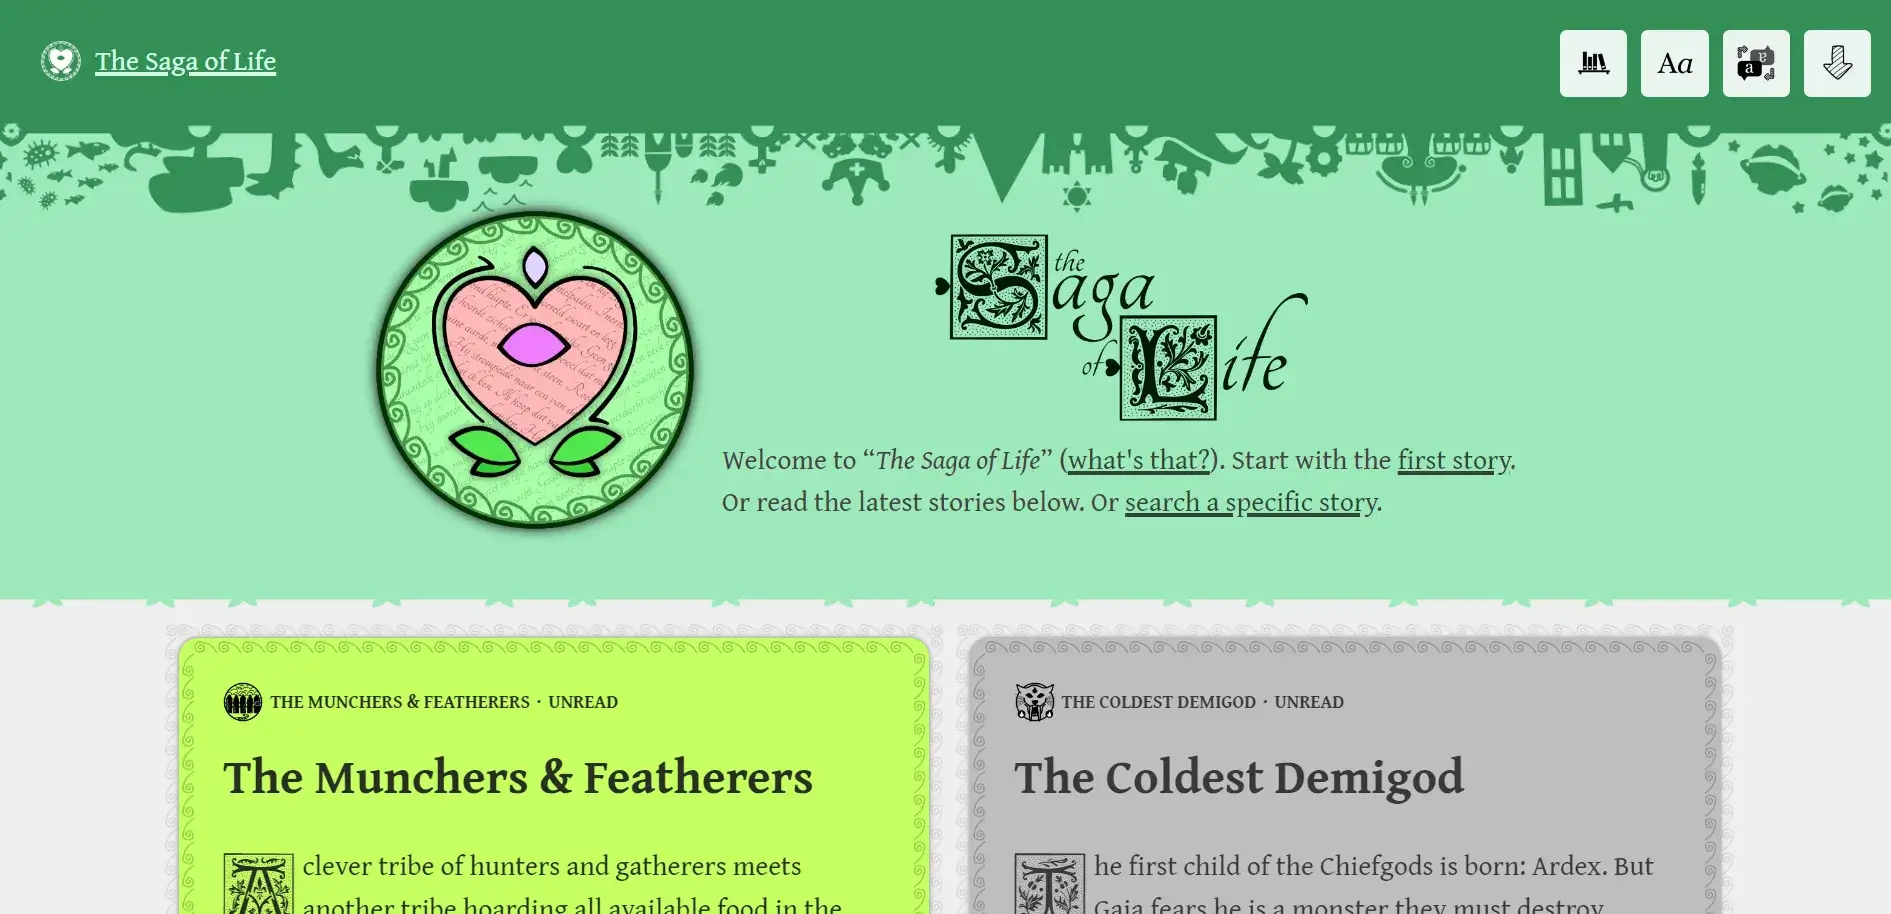 The Saga of Life
Aa
a
the
Saga
of Life
Welcome to “The Saga of Life” (what's that?). Start with the first story.
Or read the latest stories below. Or search a specific story.
THE MUNCHERS & FEATHERERS · UNREAD
The Munchers & Featherers
A clever tribe of hunters and gatherers meets
another tribe hoarding all available food in the
THE COLDEST DEMIGOD · UNREAD
The Coldest Demigod
The first child of the Chiefgods is born: Ardex. But
Gaia fears he is a monster they must destroy